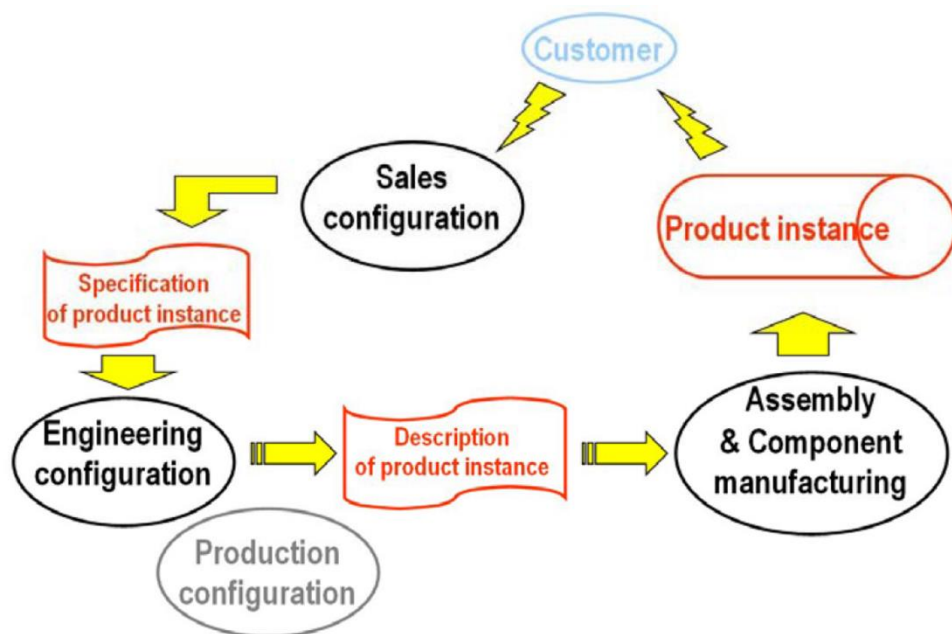 Customer
Sales
configuration
Product instance
Specification
of product instance
Engineering
configuration
Description
of product instance
Assembly
& Component
manufacturing
Production
configuration